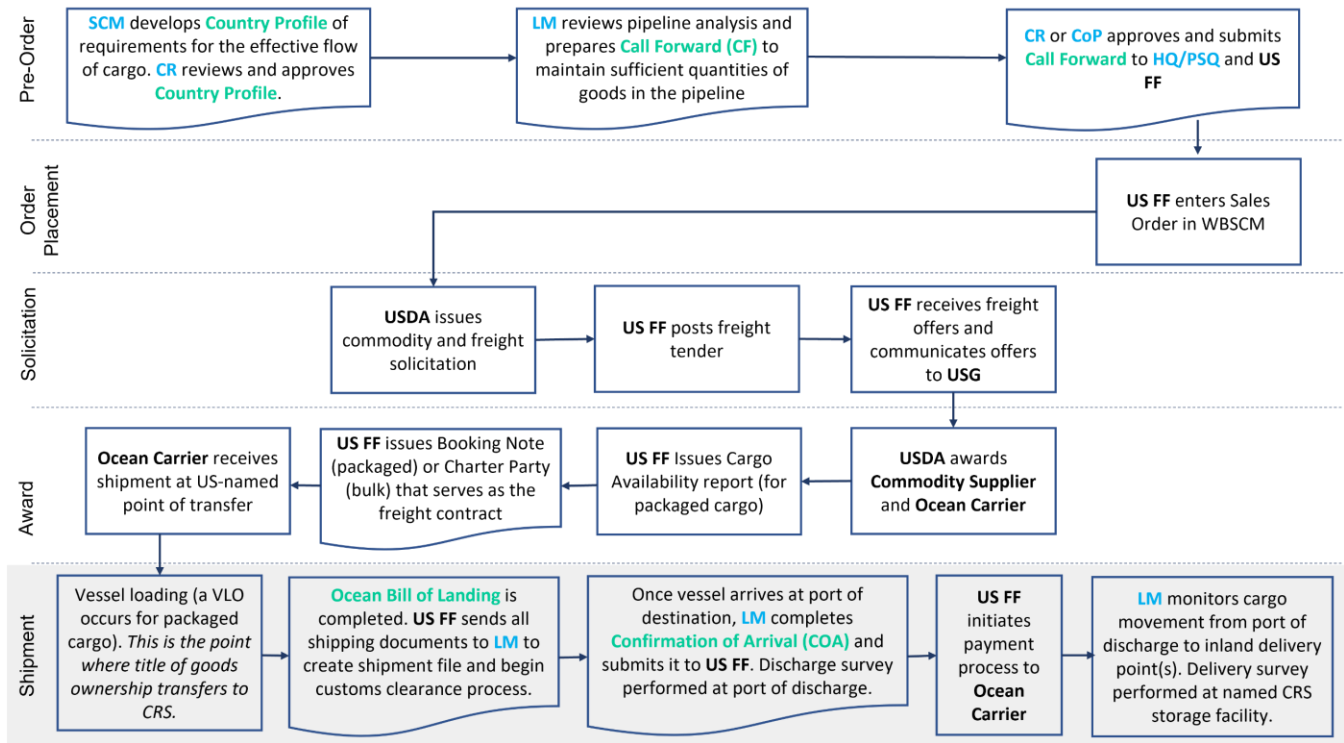 Pre-Order
SCM develops Country Profile of
requirements for the effective flow
of cargo. CR reviews and approves
Country Profile.
LM reviews pipeline analysis and
prepares Call Forward (CF) to
maintain sufficient quantities of
goods in the pipeline
CR or CoP approves and submits
Call Forward to HQ/PSQ and US
FF
Order
Placement
US FF enters Sales
Order in WBSCM
Solicitation
USDA issues
commodity and freight
solicitation
US FF posts freight
tender
US FF receives freight
offers and
communicates offers
to USG
Award
Ocean Carrier receives
shipment at US-named
point of transfer
US FF issues Booking Note
(packaged) or Charter Party
(bulk) that serves as the
freight contract
US FF Issues Cargo
Availability report (for
packaged cargo)
USDA awards
Commodity Supplier
and Ocean Carrier
Shipment
Vessel loading (a VLO
occurs for packaged
cargo). This is the point
where title of goods
ownership transfers to
CRS.
Ocean Bill of Landing is
completed. US FF sends all
shipping documents to LM to
create shipment file and begin
customs clearance process.
Once vessel arrives at port of
destination, LM completes
Confirmation of Arrival (COA) and
submits it to US FF. Discharge survey
performed at port of discharge.
US FF
initiates
payment
process to
Ocean
Carrier
LM monitors cargo
movement from port of
discharge to inland delivery
point(s). Delivery survey
performed at named CRS
storage facility.